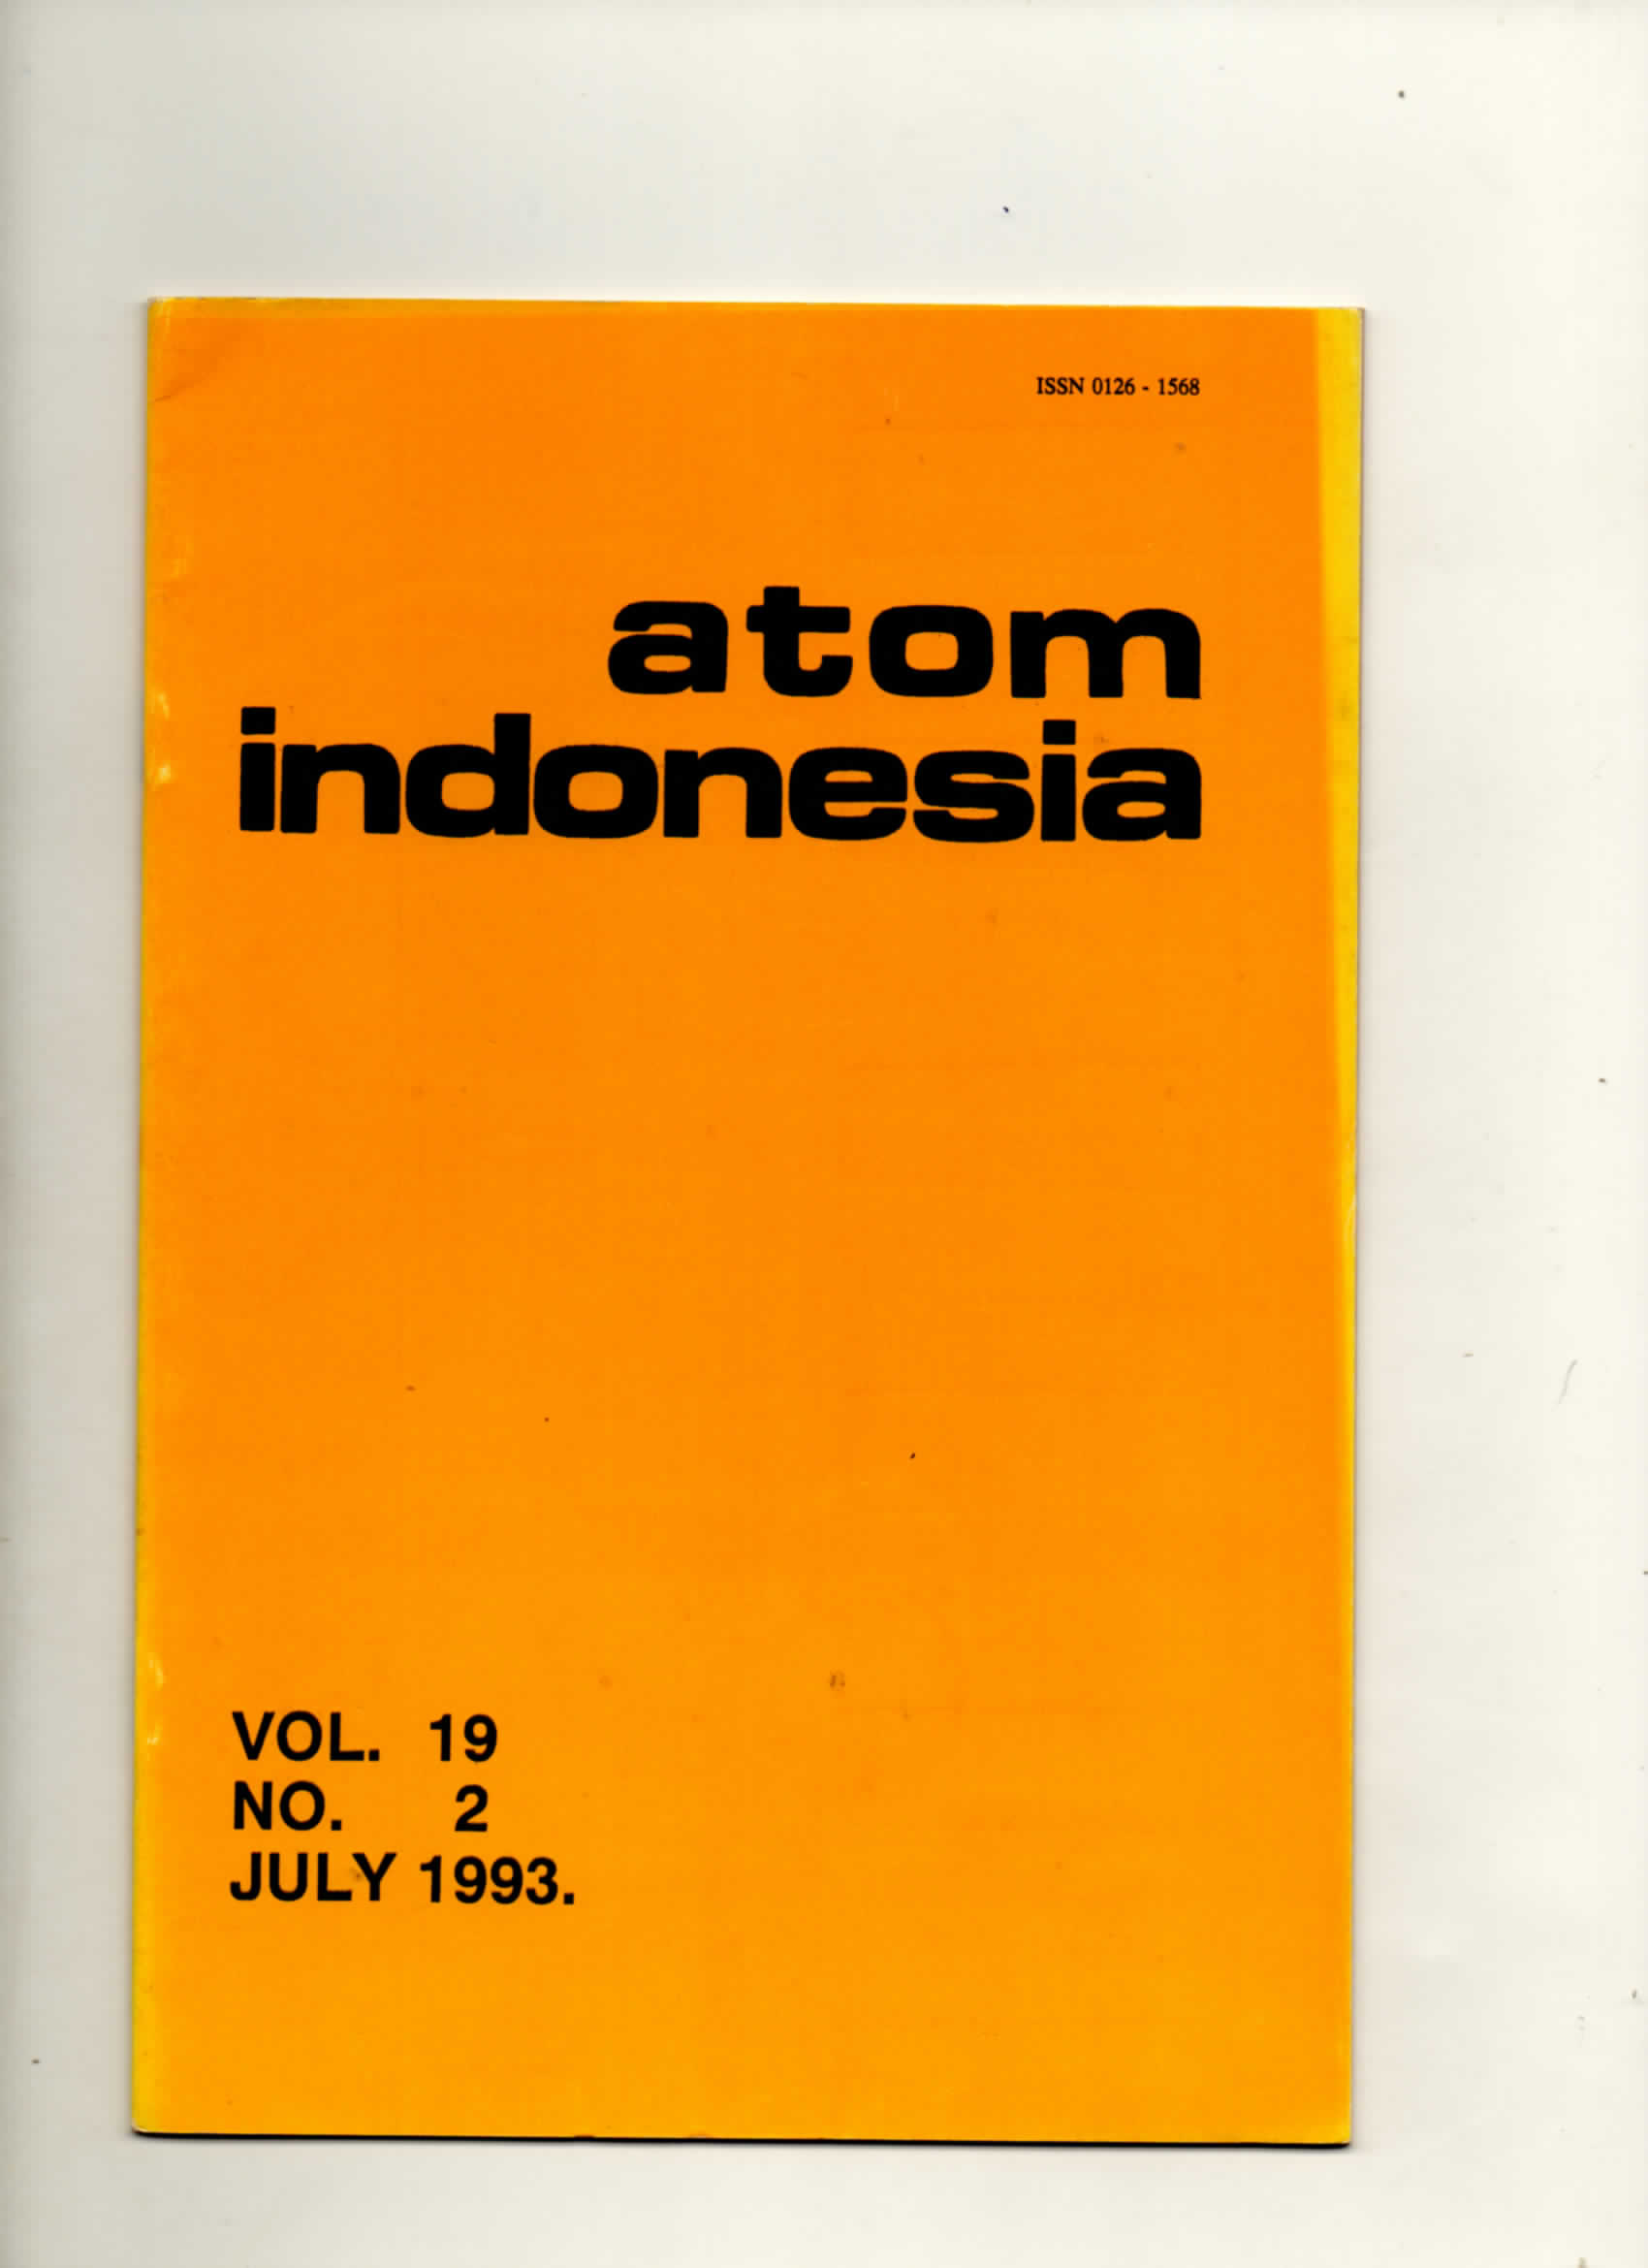 ISSN 0126 - 1568
atom
indonesia
VOL. 19
NO. 2
JULY 1993.